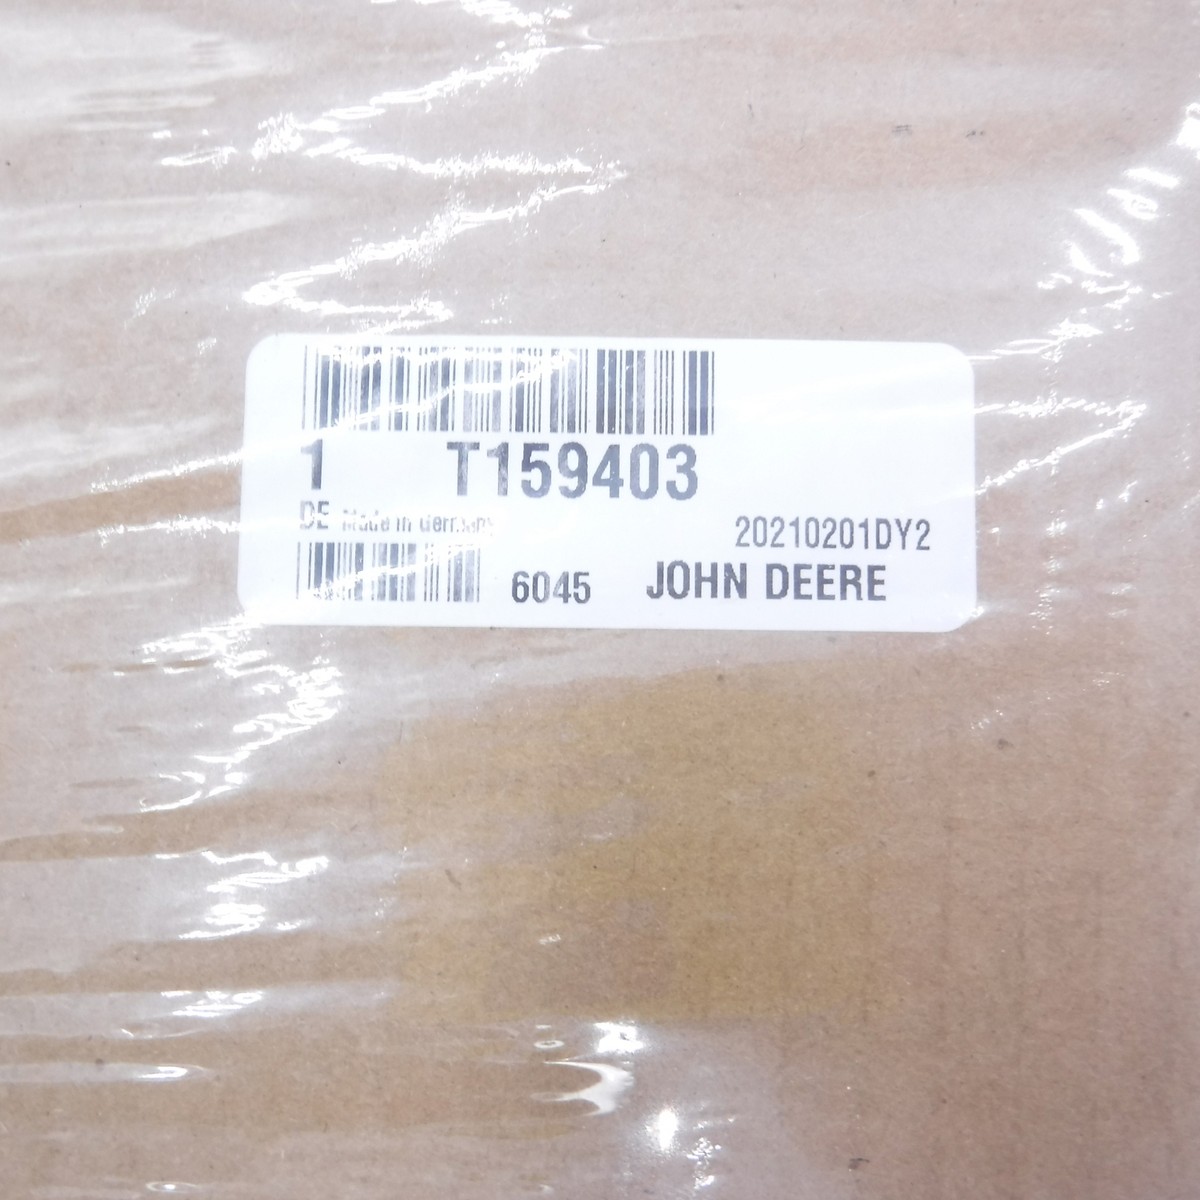 1 T159403
DE Made in Germany
20210201DY2
6045 JOHN DEERE